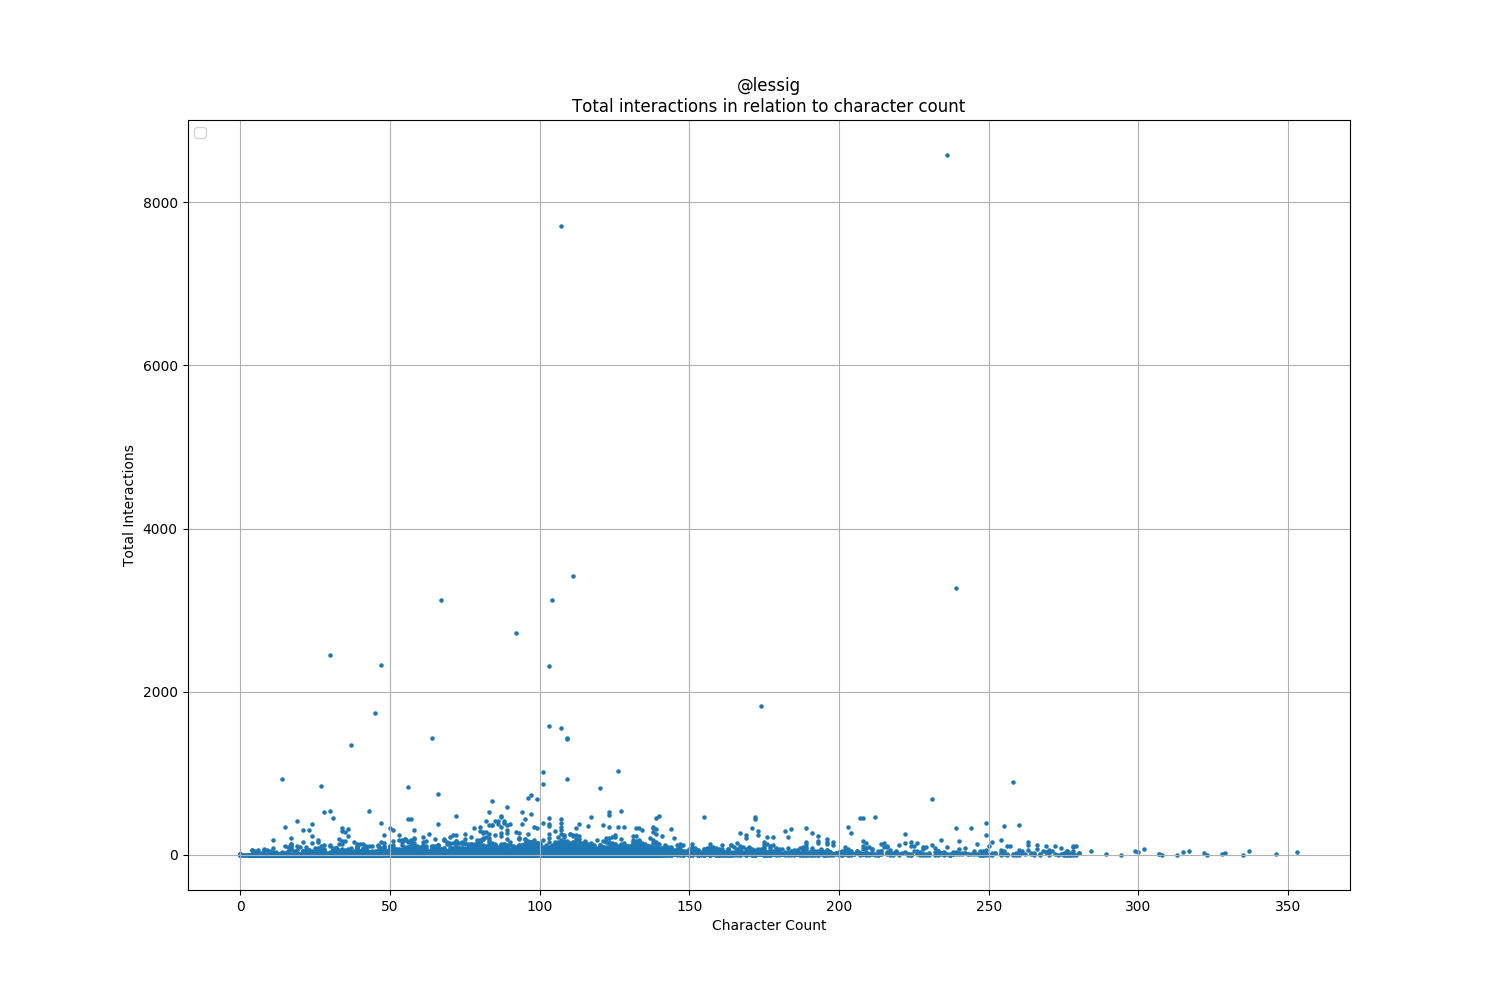 @lessig
Total interactions in relation to character count
8000
6000
4000
2000
0
Total Interactions
0 50 100 150 200 250 300 350
Character Count